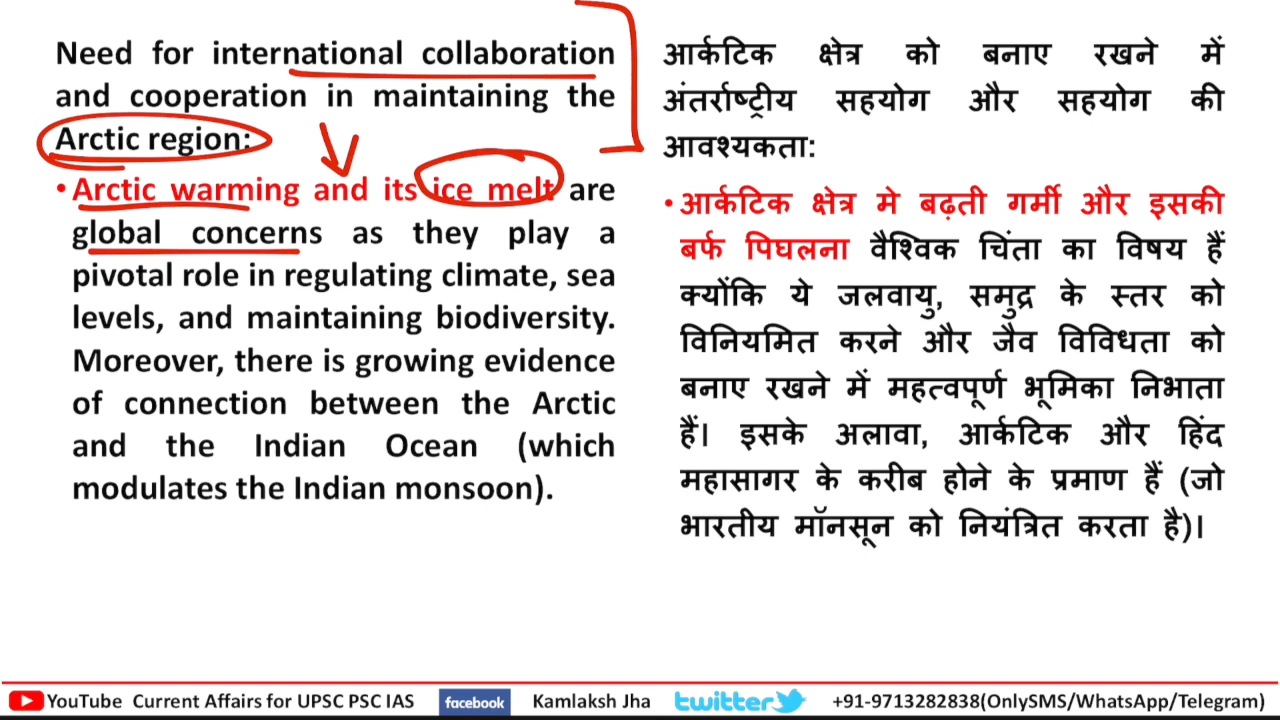 Need for international collaboration
and cooperation in maintaining the
Arctic region:
• Arctic warming and its ice melt are
global concerns as they play a
pivotal role in regulating climate, sea
levels, and maintaining biodiversity.
Moreover, there is growing evidence
of connection between the Arctic
and the Indian Ocean (which
modulates the Indian monsoon).
आर्कटिक क्षेत्र को बनाए रखने में
अंतर्राष्ट्रीय सहयोग और सहयोग की
आवश्यकता:
• आर्कटिक क्षेत्र मे बढ़ती गर्मी और इसकी
बर्फ पिघलना वैश्विक चिंता का विषय हैं
क्योंकि ये जलवायु, समुद्र के स्तर को
विनियमित करने और जैव विविधता को
बनाए रखने में महत्वपूर्ण भूमिका निभाता
हैं। इसके अलावा, आर्कटिक और हिंद
महासागर के करीब होने के प्रमाण हैं (जो
भारतीय मॉनसून को नियंत्रित करता है)।
YouTube Current Affairs for UPSC PSC IAS facebook Kamlaksh Jha twitter +91-9713282838(OnlySMS/WhatsApp/Telegram)